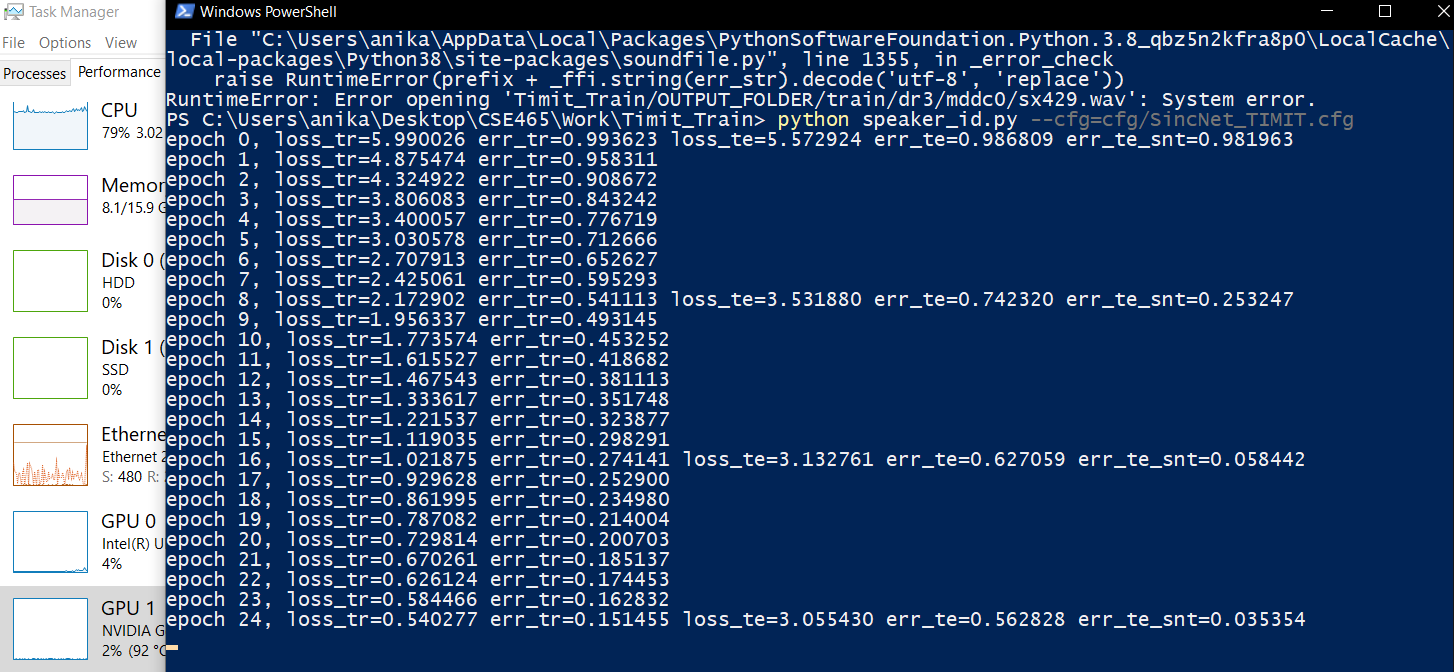 Task Manager
File Options View
Processes Performance
CPU
79% 3.02
Memor
8.1/15.9 G
Disk 0 (
HDD
0%
Disk 1 (
SSD
0%
Etherne
Ethernet 2
S: 480 R:
GPU 0
Intel(R) U
4%
GPU 1
NVIDIA G
2% (92 °C
Windows PowerShell
File "C:\Users\anika\AppData\Local\Packages\PythonSoftwareFoundation.Python.3.8_qbz5n2kfra8p0\LocalCache\
local-packages\Python38\site-packages\soundfile.py", line 1355, in _error_check
raise RuntimeError(prefix + _ffi.string(err_str).decode('utf-8', 'replace'))
RuntimeError: Error opening 'Timit_Train/OUTPUT_FOLDER/train/dr3/mddc0/sx429.wav': System error.
PS C:\Users\anika\Desktop\CSE465\Work\Timit_Train> python speaker_id.py --cfg=cfg/SincNet_TIMIT.cfg
epoch 0, loss_tr=5.990026 err_tr=0.993623 loss_te=5.572924 err_te=0.986809 err_te_snt=0.981963
epoch 1, loss_tr=4.875474 err_tr=0.958311
epoch 2, loss_tr=4.324922 err_tr=0.908672
epoch 3, loss_tr=3.806083 err_tr=0.843242
epoch 4, loss_tr=3.400057 err_tr=0.776719
epoch 5, loss_tr=3.030578 err_tr=0.712666
epoch 6, loss_tr=2.707913 err_tr=0.652627
epoch 7, loss_tr=2.425061 err_tr=0.595293
epoch 8, loss_tr=2.172902 err_tr=0.541113 loss_te=3.531880 err_te=0.742320 err_te_snt=0.253247
epoch 9, loss_tr=1.956337 err_tr=0.493145
epoch 10, loss_tr=1.773574 err_tr=0.453252
epoch 11, loss_tr=1.615527 err_tr=0.418682
epoch 12, loss_tr=1.467543 err_tr=0.381113
epoch 13, loss_tr=1.333617 err_tr=0.351748
epoch 14, loss_tr=1.221537 err_tr=0.323877
epoch 15, loss_tr=1.119035 err_tr=0.298291
epoch 16, loss_tr=1.021875 err_tr=0.274141 loss_te=3.132761 err_te=0.627059 err_te_snt=0.058442
epoch 17, loss_tr=0.929628 err_tr=0.252900
epoch 18, loss_tr=0.861995 err_tr=0.234980
epoch 19, loss_tr=0.787082 err_tr=0.214004
epoch 20, loss_tr=0.729814 err_tr=0.200703
epoch 21, loss_tr=0.670261 err_tr=0.185137
epoch 22, loss_tr=0.626124 err_tr=0.174453
epoch 23, loss_tr=0.584466 err_tr=0.162832
epoch 24, loss_tr=0.540277 err_tr=0.151455 loss_te=3.055430 err_te=0.562828 err_te_snt=0.035354